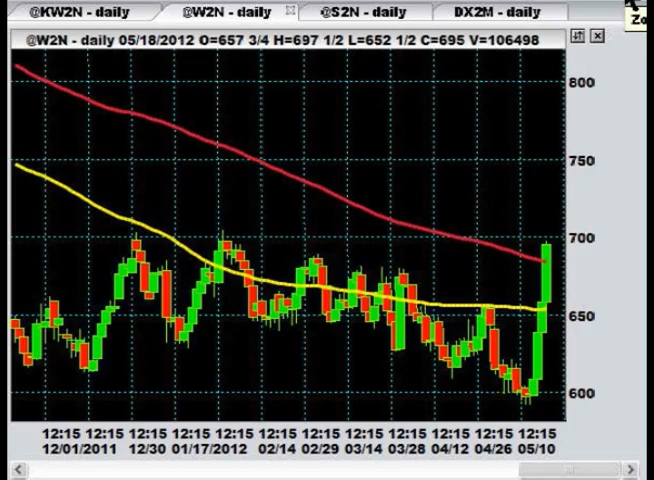 @KW2N - daily @W2N - daily @S2N - daily DX2M - daily
Zo
@W2N - daily 05/18/2012 O=657 3/4 H=697 1/2 L=652 1/2 C=695 V=106498
800
750
700
650
600
12:15 12:15 12:15 12:15 12:15 12:15 12:15 12:15 12:15 12:15 12:15 12:15
12/01/2011 12/30 01/17/2012 02/14 02/29 03/14 03/28 04/12 04/26 05/10